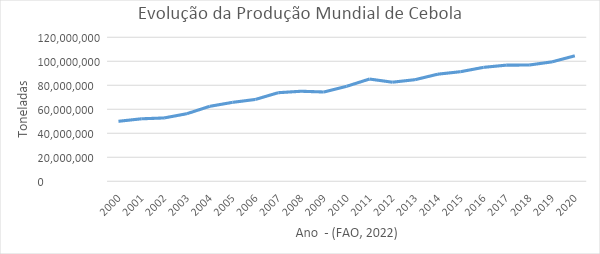 Evolução da Produção Mundial de Cebola
120,000,000
100,000,000
80,000,000
60,000,000
40,000,000
20,000,000
0
Toneladas
2000 2001 2002 2003 2004 2005 2006 2007 2008 2009 2010 2011 2012 2013 2014 2015 2016 2017 2018 2019 2020
Ano - (FAO, 2022)